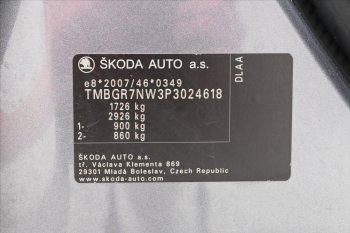 ŠKODA AUTO a.s.
DLAA
e8*2007/46*0349
TMBGR7NW3P3024618
1726 kg
2926 kg
1- 900 kg
2- 860 kg
ŠKODA AUTO a.s.
tř. Václava Klementa 869
29301 Mladá Boleslav, Czech Republic
www.skoda-auto.com